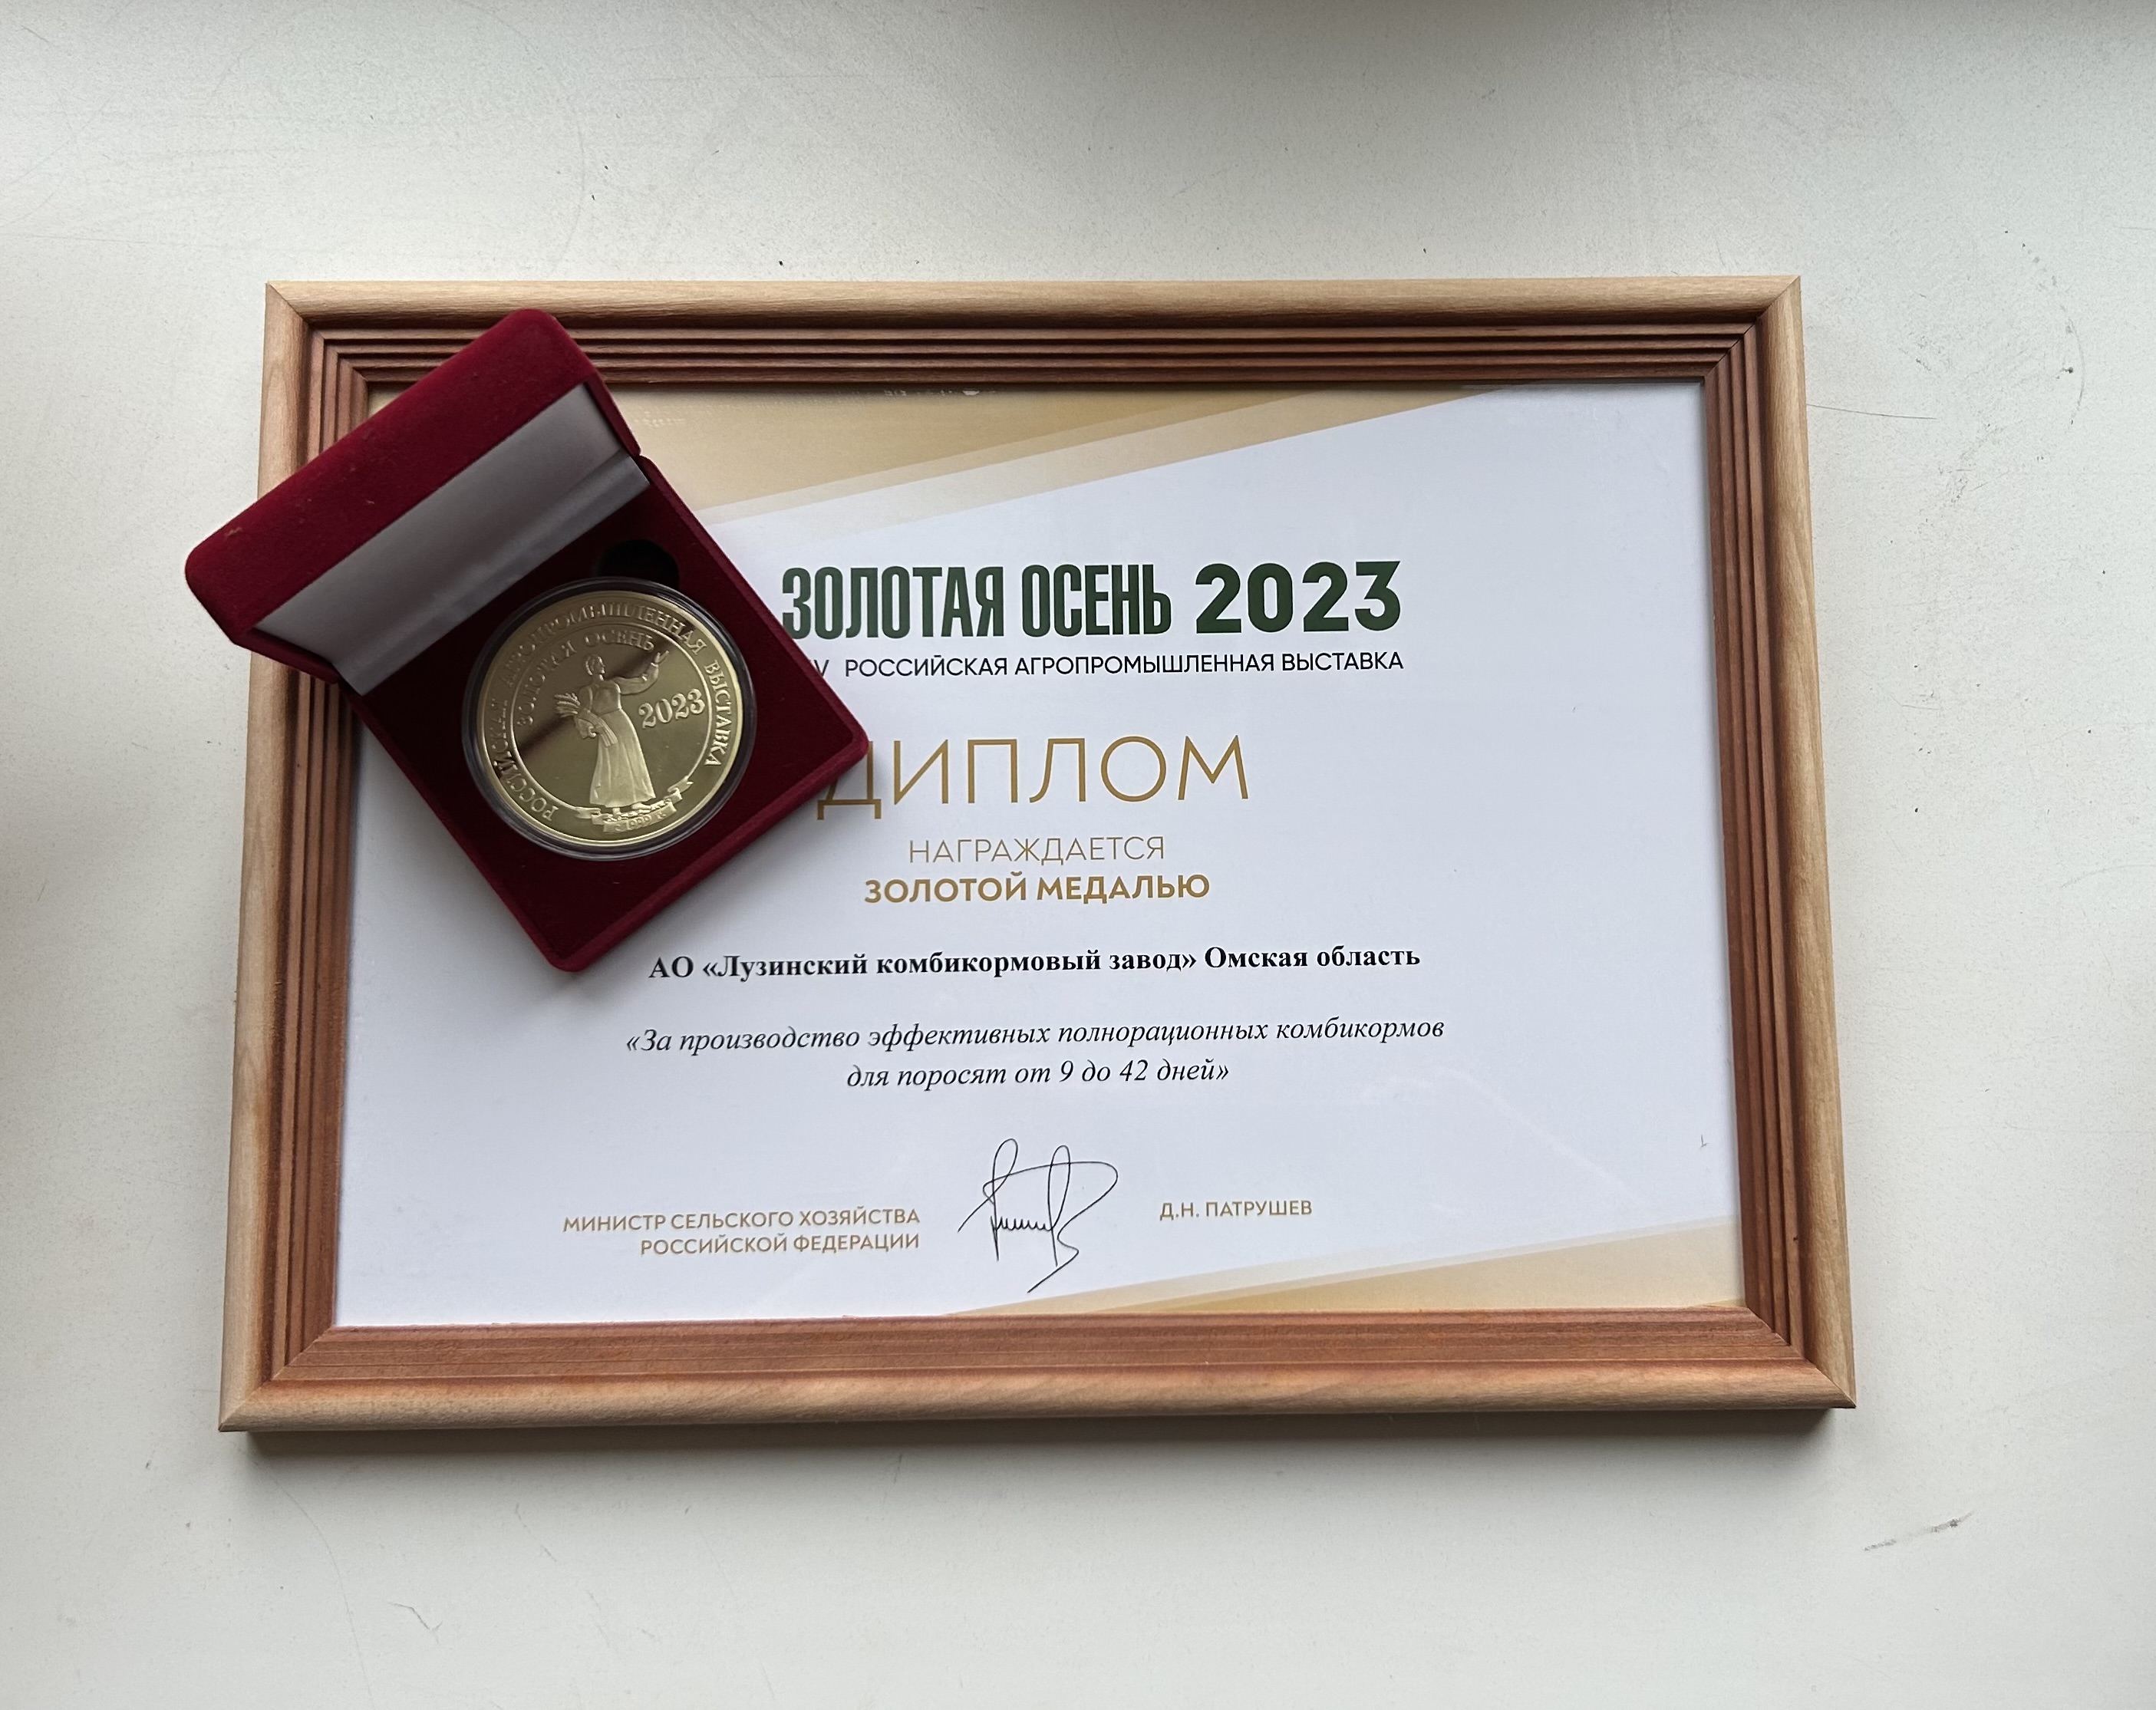 ЗОЛОТАЯ ОСЕНЬ 2023
РОССИЙСКАЯ АГРОПРОМЫШЛЕННАЯ ВЫСТАВКА
ДИПЛОМ
НАГРАЖДАЕТСЯ
ЗОЛОТОЙ МЕДАЛЬЮ
АО «Лузинский комбикормовый завод» Омская область
«За производство эффективных полнорационных комбикормов
для поросят от 9 до 42 дней»
МИНИСТР СЕЛЬСКОГО ХОЗЯЙСТВА
РОССИЙСКОЙ ФЕДЕРАЦИИ
Д.Н. ПАТРУШЕВ
РОССИЙСКАЯ АГРОПРОМЫШЛЕННАЯ ВЫСТАВКА
ЗОЛОТАЯ ОСЕНЬ
2023